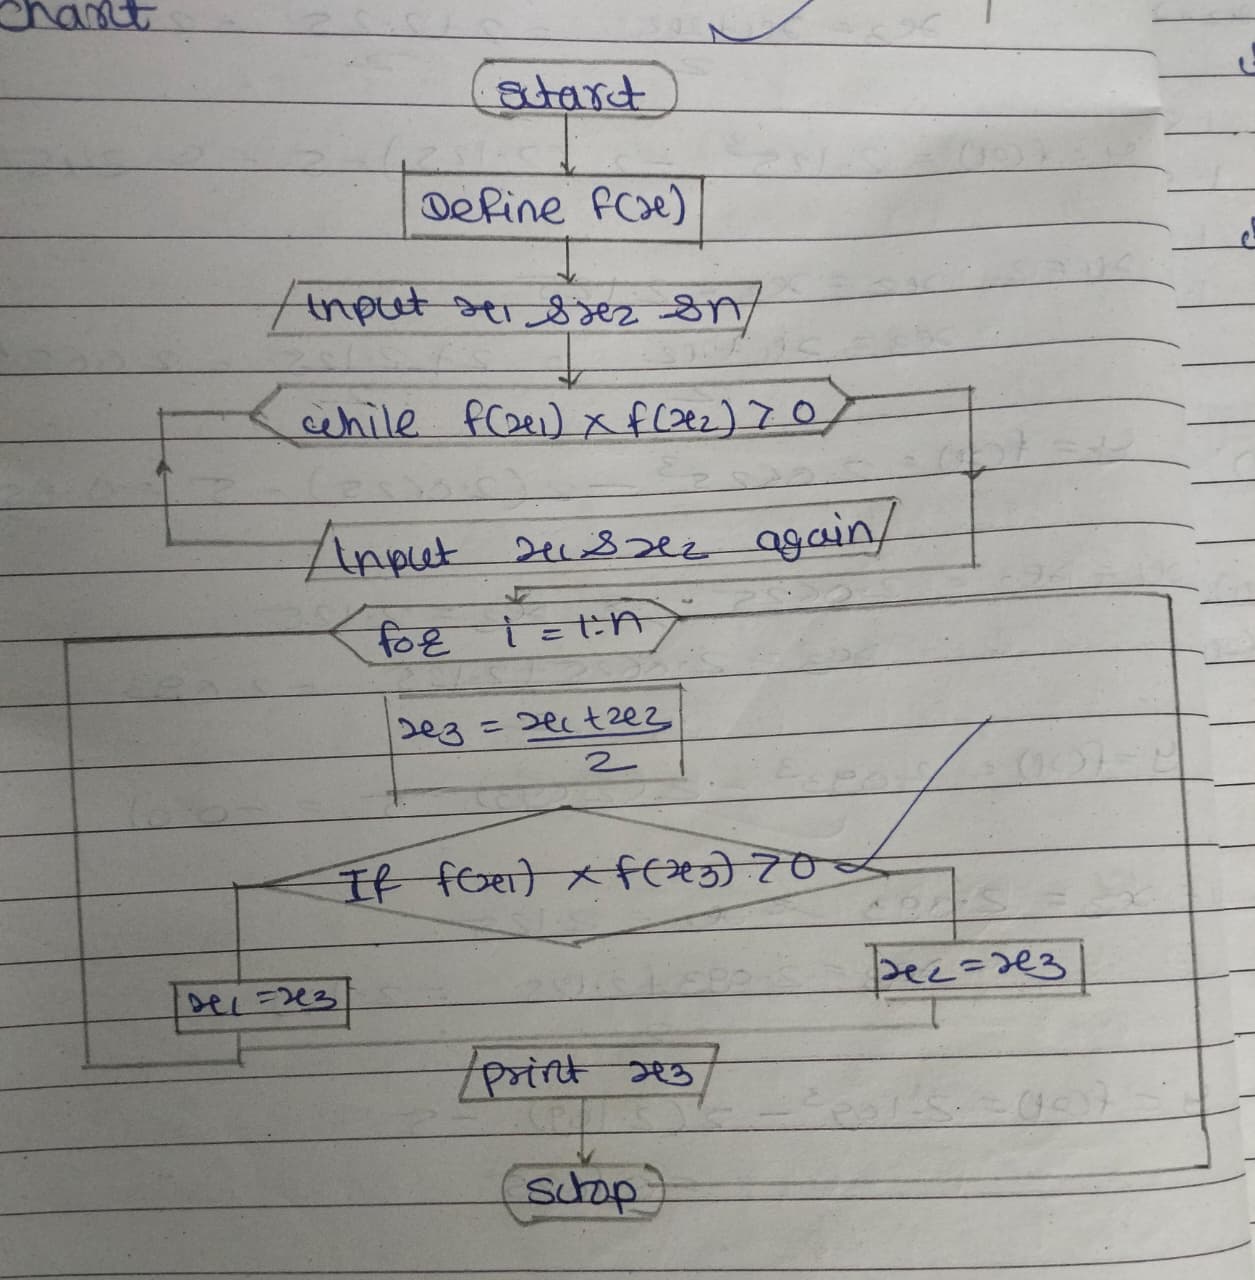 chart
start
Define f(x)
Input x1 & x2 & n
while f(x1) × f(x2) > 0
Input x1 & x2 again
for i = 1:n
x3 = x1+x2
2
If f(x1) × f(x3) > 0
x2 = x3
x1 = x3
print x3
stop